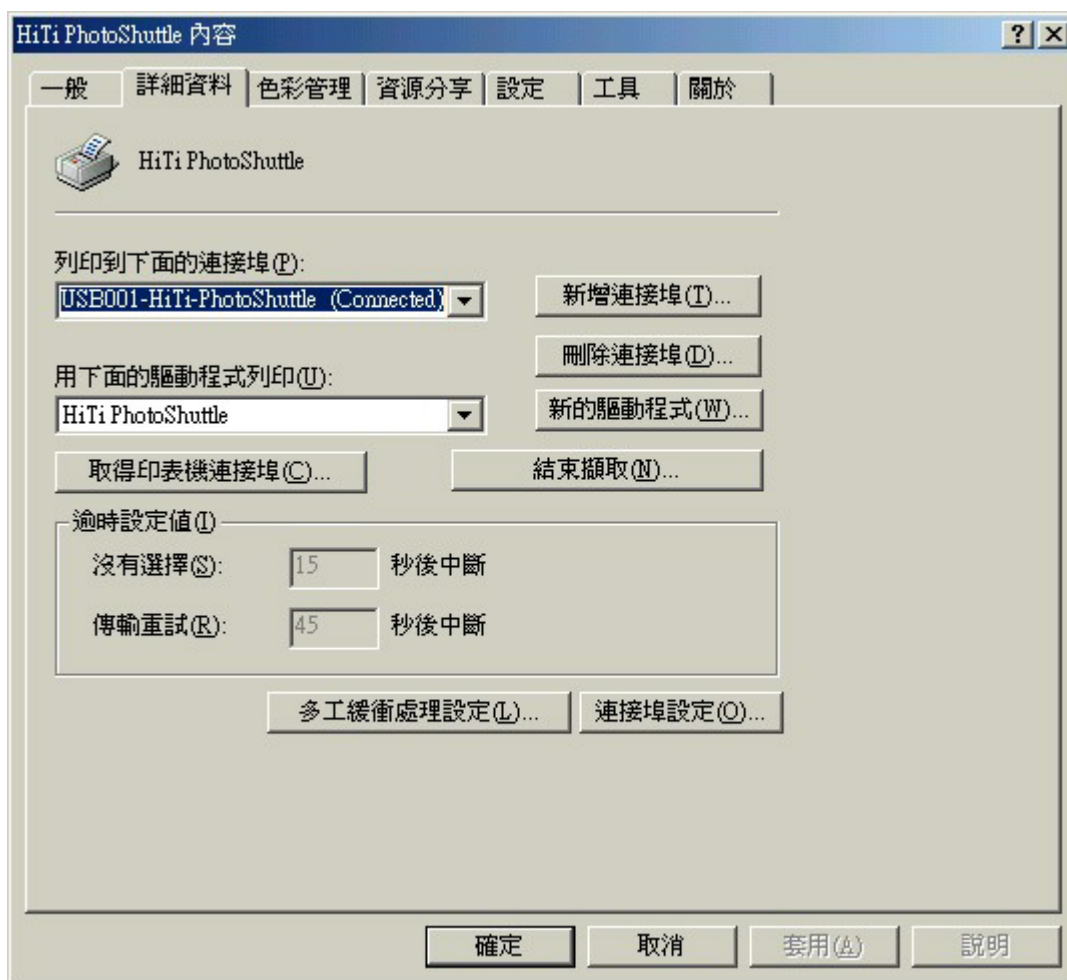 HiTi PhotoShuttle 內容
一般 詳細資料 色彩管理 資源分享 設定 工具 關於
HiTi PhotoShuttle
列印到下面的連接埠(P):
USB001-HiTi-PhotoShuttle (Connected)
新增連接埠(T)...
刪除連接埠(D)...
用下面的驅動程式列印(U):
HiTi PhotoShuttle
新的驅動程式(W)...
取得印表機連接埠(C)... 結束擷取(N)...
逾時設定值(I)
沒有選擇(S): 15 秒後中斷
傳輸重試(R): 45 秒後中斷
多工緩衝處理設定(L)... 連接埠設定(O)...
確定 取消 套用(A) 說明